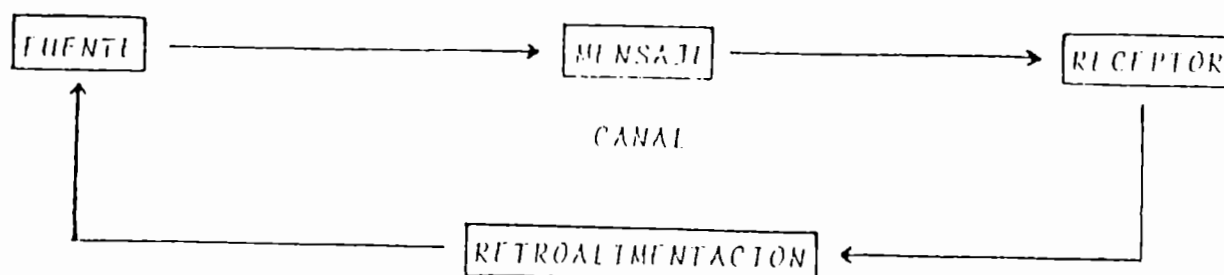 FUENTE
MENSAJE
RECEPTOR
CANAL
RETROALIMENTACION